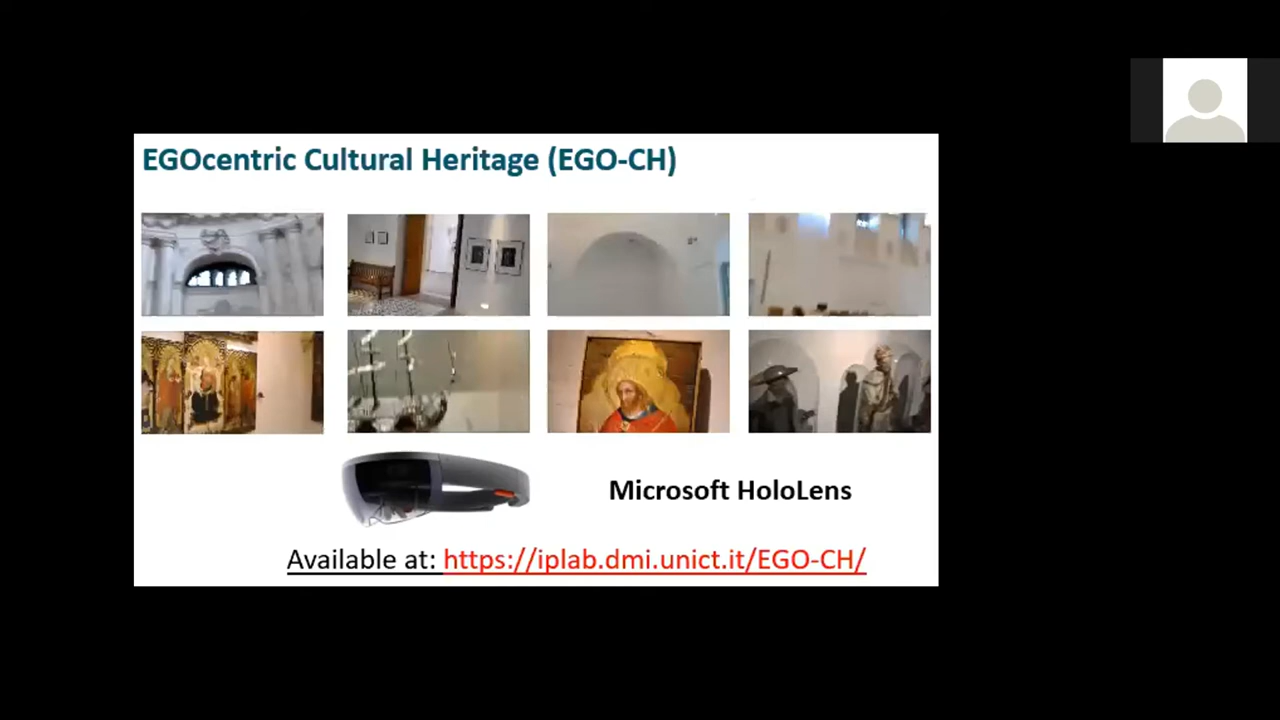 EGOcentric Cultural Heritage (EGO-CH)
Microsoft HoloLens
Available at: https://iplab.dmi.unict.it/EGO-CH/